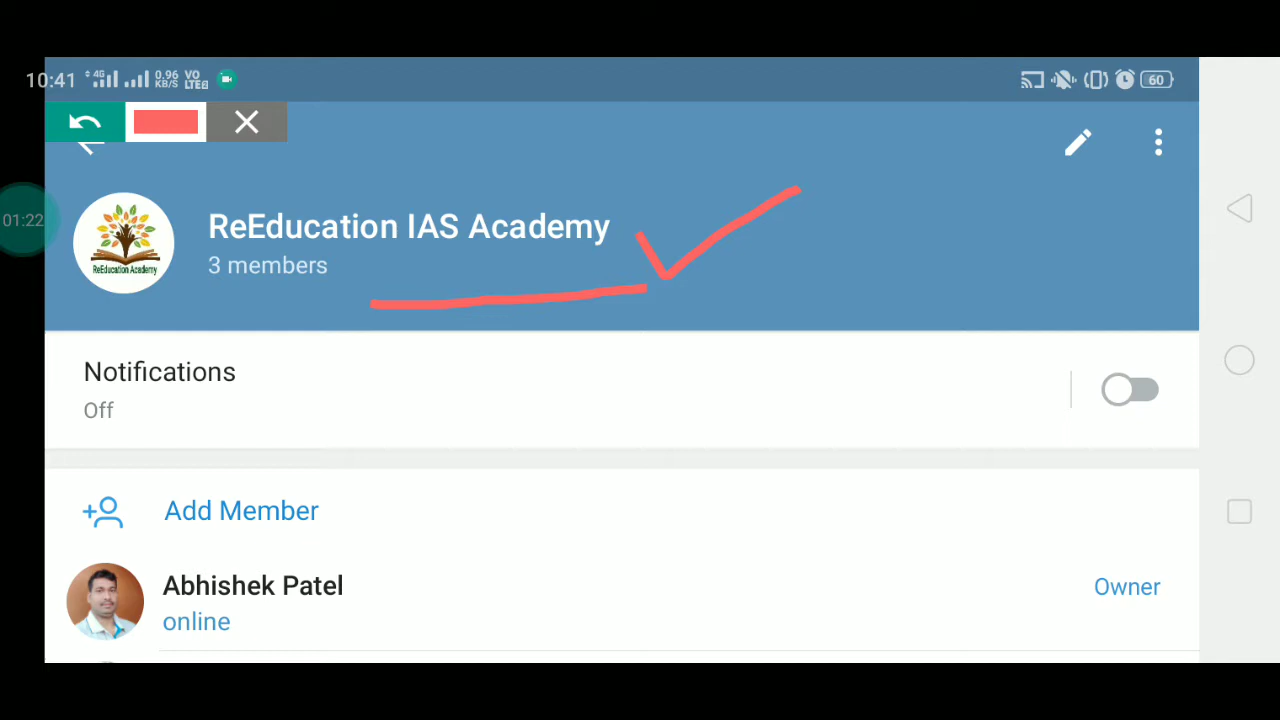 10:41 4G 0.96 KB/S VO LTE 60
01:22
ReEducation IAS Academy
3 members
ReEducation Academy
Notifications
Off
Add Member
Abhishek Patel
Owner
online